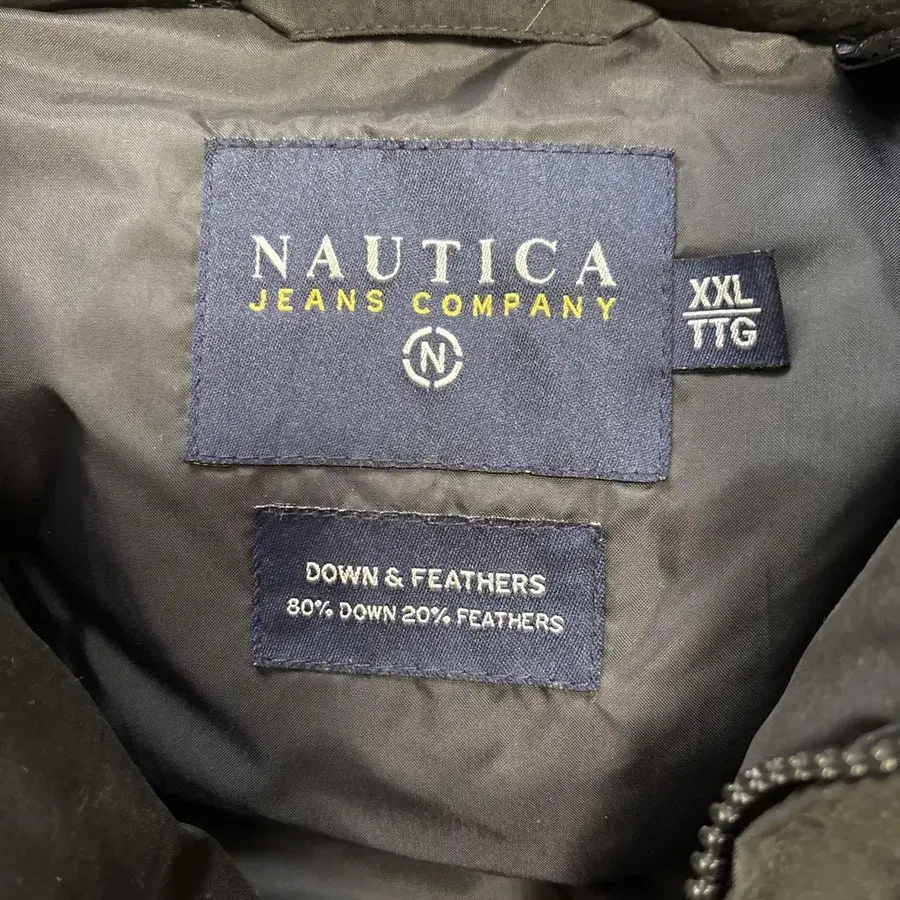 NAUTICA
JEANS COMPANY
N
XXL
TTG
DOWN & FEATHERS
80% DOWN 20% FEATHERS